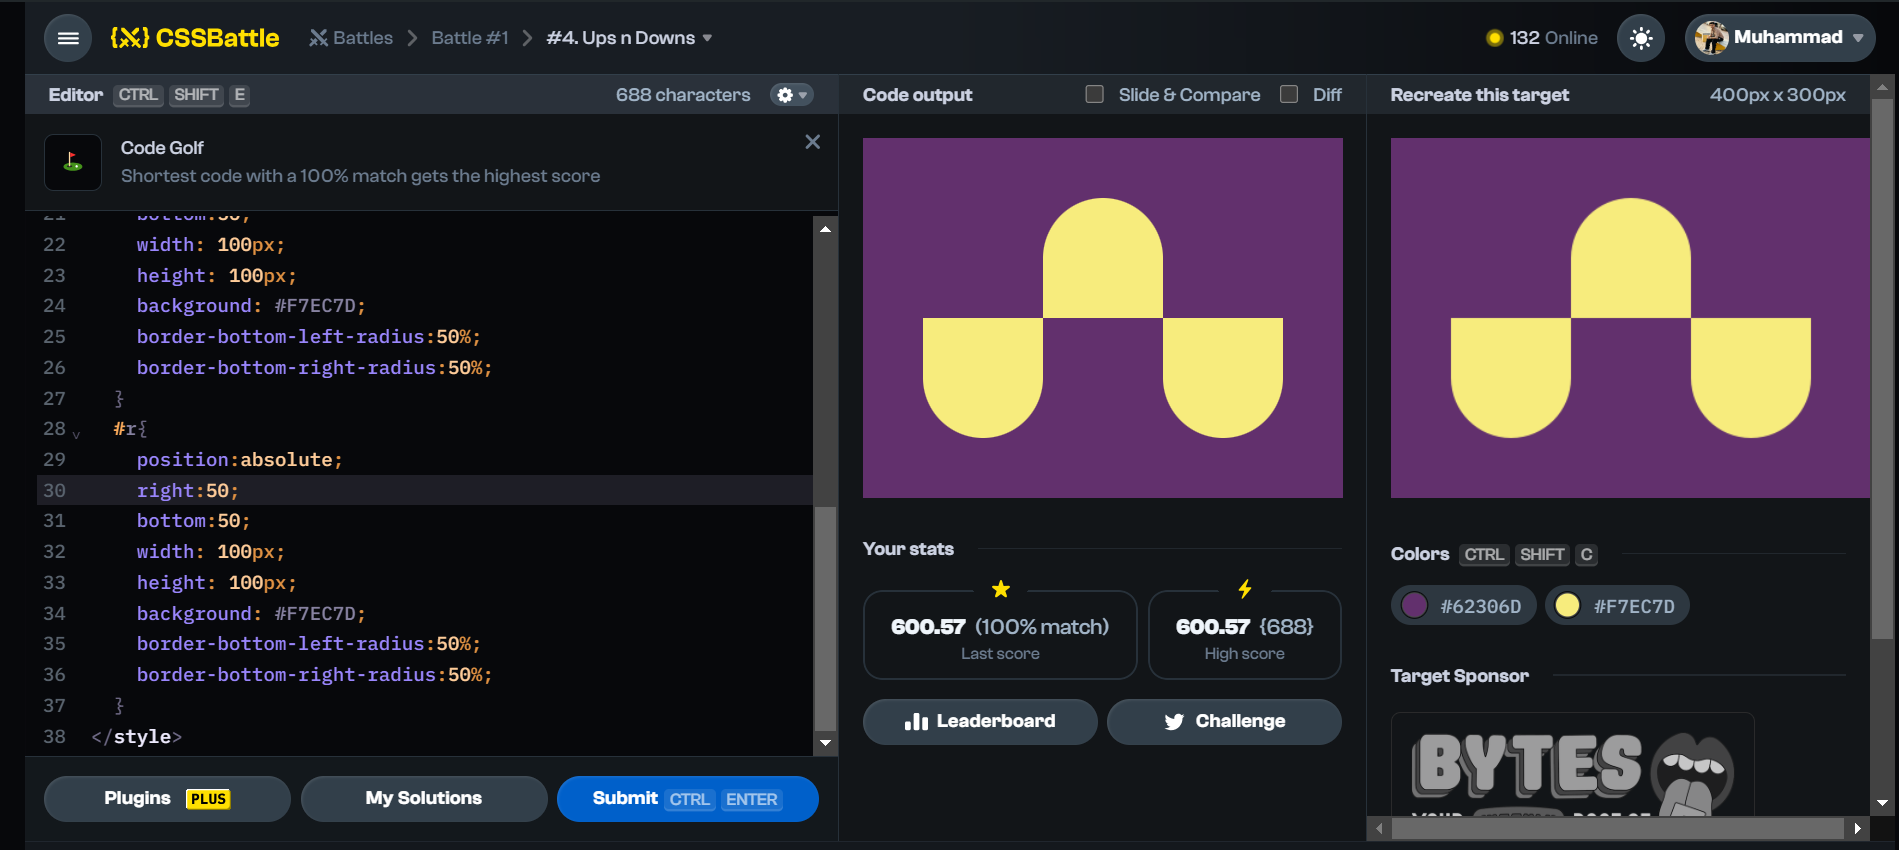 {X} CSSBattle
Battles
Battle #1
#4. Ups n Downs
132 Online
Muhammad
Editor CTRL SHIFT E
688 characters
Code output
Slide & Compare
Diff
Recreate this target
400px x 300px
Code Golf
Shortest code with a 100% match gets the highest score
21 bottom:50;
22 width: 100px;
23 height: 100px;
24 background: #F7EC7D;
25 border-bottom-left-radius:50%;
26 border-bottom-right-radius:50%;
27 }
28 #r{
29 position:absolute;
30 right:50;
31 bottom:50;
32 width: 100px;
33 height: 100px;
34 background: #F7EC7D;
35 border-bottom-left-radius:50%;
36 border-bottom-right-radius:50%;
37 }
38 </style>
Plugins PLUS
My Solutions
Submit CTRL ENTER
Your stats
600.57 (100% match)
Last score
600.57 {688}
High score
Leaderboard
Challenge
Colors CTRL SHIFT C
#62306D
#F7EC7D
Target Sponsor
BYTES